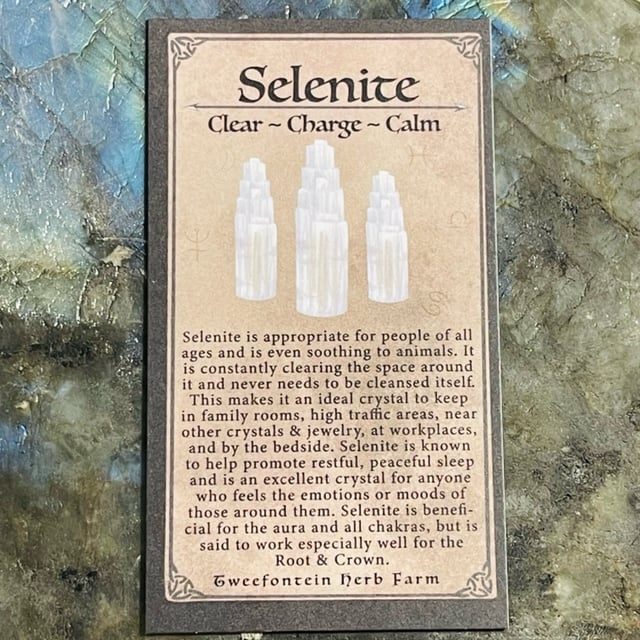 Selenite
Clear ~ Charge ~ Calm
Selenite is appropriate for people of all
ages and is even soothing to animals. It
is constantly clearing the space around
it and never needs to be cleansed itself.
This makes it an ideal crystal to keep
in family rooms, high traffic areas, near
other crystals & jewelry, at workplaces,
and by the bedside. Selenite is known
to help promote restful, peaceful sleep
and is an excellent crystal for anyone
who feels the emotions or moods of
those around them. Selenite is benefi-
cial for the aura and all chakras, but is
said to work especially well for the
Root & Crown.
Tweefontein Herb Farm